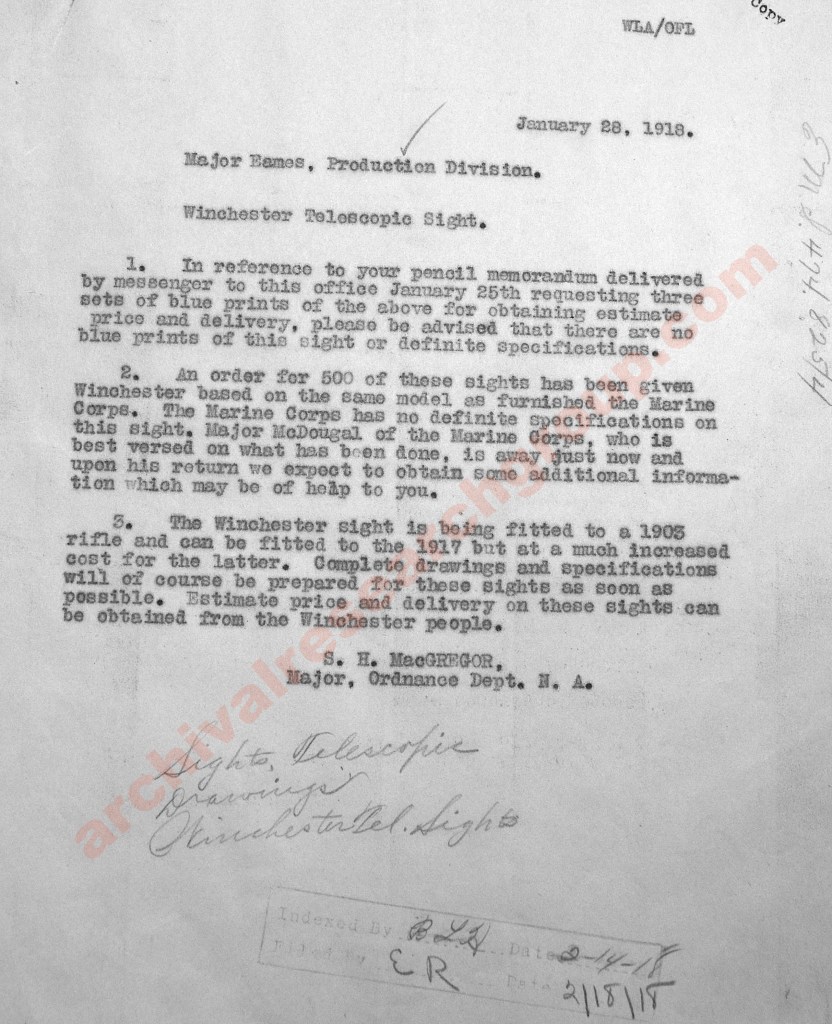 Copy
WLA/OFL
January 28, 1918.
Major Eames, Production Division.
Winchester Telescopic Sight.
1. In reference to your pencil memorandum delivered
by messenger to this office January 25th requesting three
sets of blue prints of the above for obtaining estimate
price and delivery, please be advised that there are no
blue prints of this sight or definite specifications.
2. An order for 500 of these sights has been given
Winchester based on the same model as furnished the Marine
Corps. The Marine Corps has no definite specifications on
this sight. Major McDougal of the Marine Corps, who is
best versed on what has been done, is away just now and
upon his return we expect to obtain some additional informa-
tion which may be of help to you.
3. The Winchester sight is being fitted to a 1903
rifle and can be fitted to the 1917 but at a much increased
cost for the latter. Complete drawings and specifications
will of course be prepared for these sights as soon as
possible. Estimate price and delivery on these sights can
be obtained from the Winchester people.
S. H. MacGREGOR,
Major, Ordnance Dept. N. A.
Sights, Telescopic
Drawings
Winchester Tel. Sights
Indexed By BLH Date 2-14-18
Filed By ER Date 2/18/18
archivalresearchgroup.com